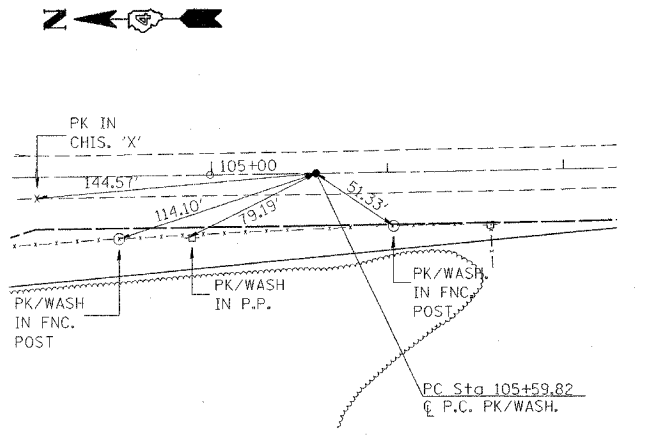 N
4
PK IN
CHIS. 'X'
105+00
144.57'
114.10'
79.19'
51.33'
PK/WASH
IN FNC.
POST
PK/WASH
IN P.P.
PK/WASH.
IN FNC.
POST
PC Sta 105+59.82
℄ P.C. PK/WASH.